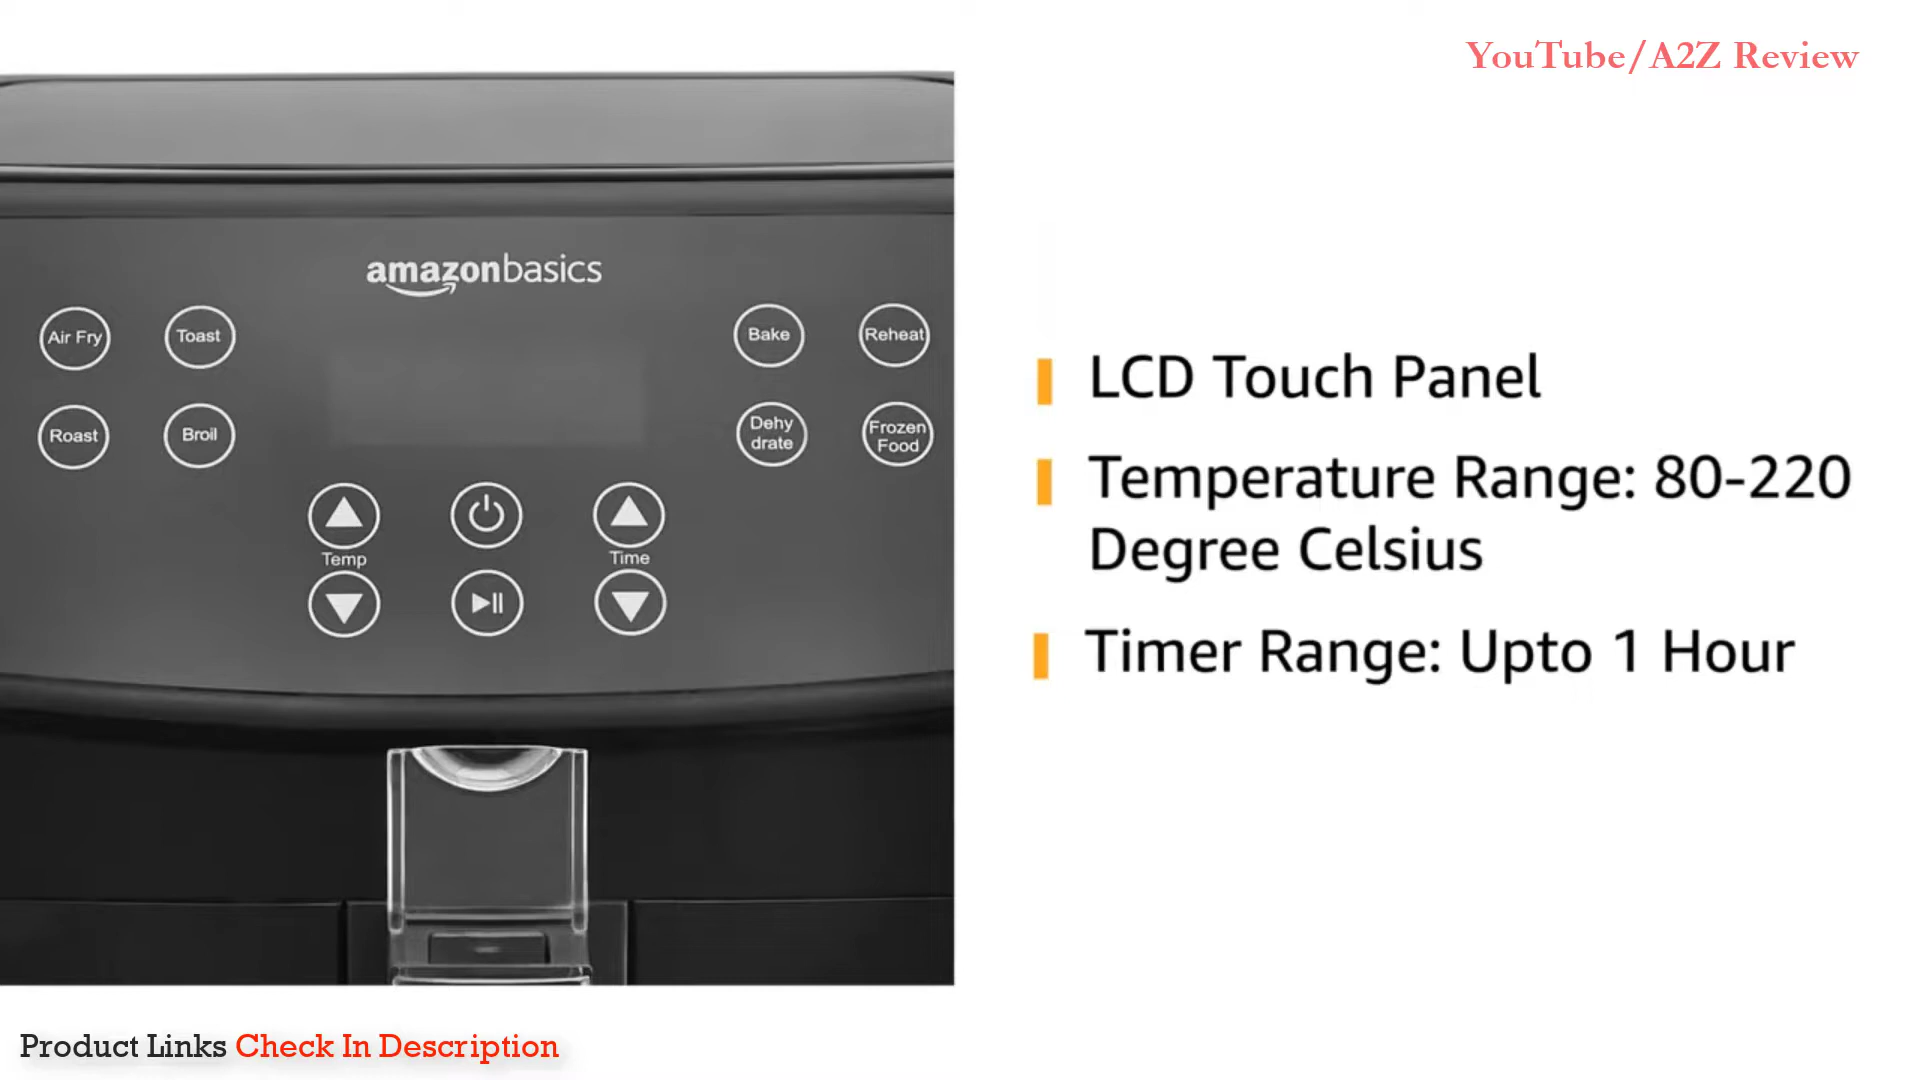 YouTube/A2Z Review
amazonbasics
Air Fry
Toast
Bake
Reheat
Roast
Broil
Dehy
drate
Frozen
Food
Temp
Time
LCD Touch Panel
Temperature Range: 80-220
Degree Celsius
Timer Range: Upto 1 Hour
Product Links Check In Description